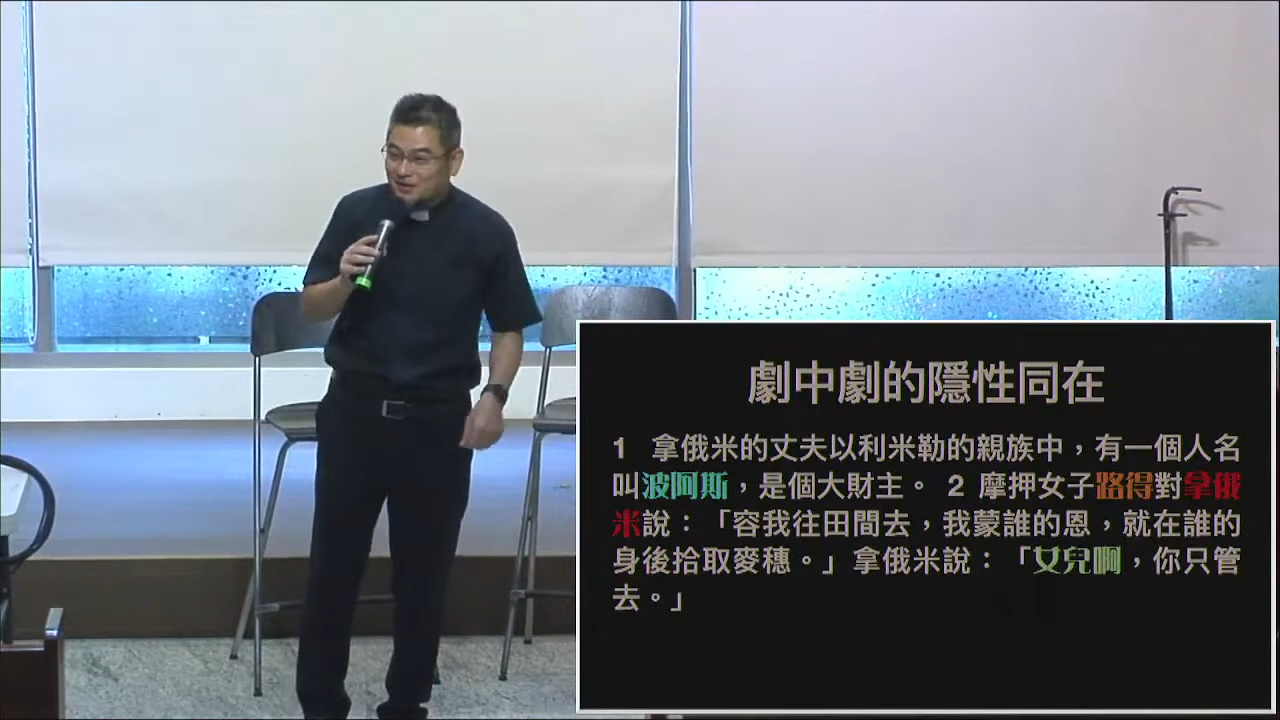 劇中劇的隱性同在
1 拿俄米的丈夫以利米勒的親族中，有一個人名
叫波阿斯，是個大財主。 2 摩押女子路得對拿俄
米說：「容我往田間去，我蒙誰的恩，就在誰的
身後拾取麥穗。」拿俄米說：「女兒啊，你只管
去。」